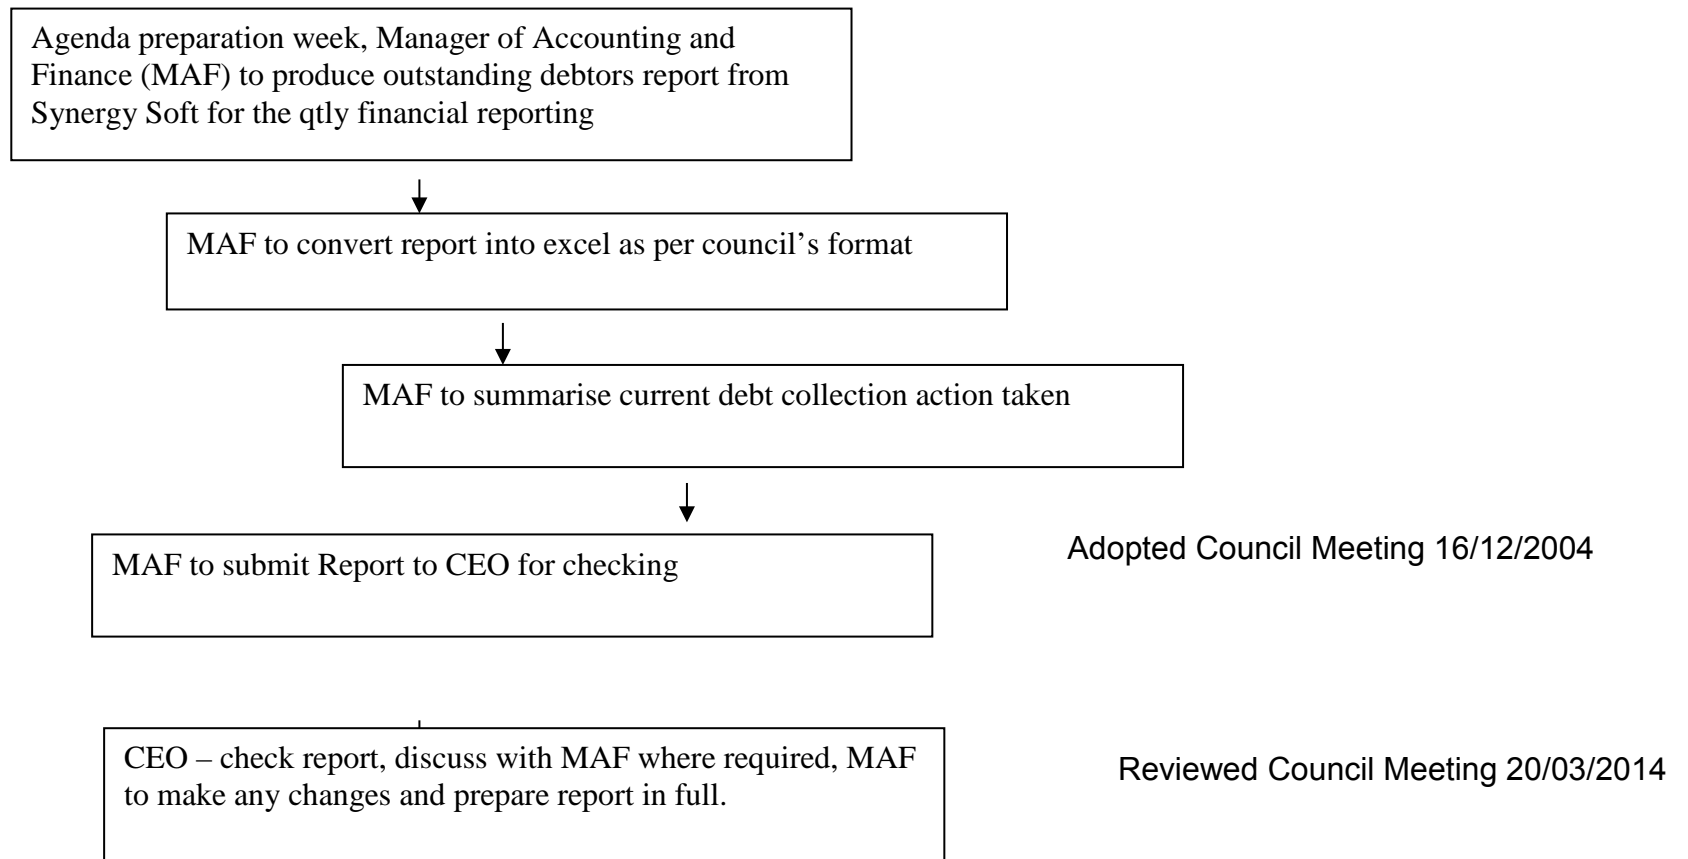 Agenda preparation week, Manager of Accounting and
Finance (MAF) to produce outstanding debtors report from
Synergy Soft for the qtly financial reporting
MAF to convert report into excel as per council’s format
MAF to summarise current debt collection action taken
MAF to submit Report to CEO for checking
Adopted Council Meeting 16/12/2004
CEO – check report, discuss with MAF where required, MAF
to make any changes and prepare report in full.
Reviewed Council Meeting 20/03/2014